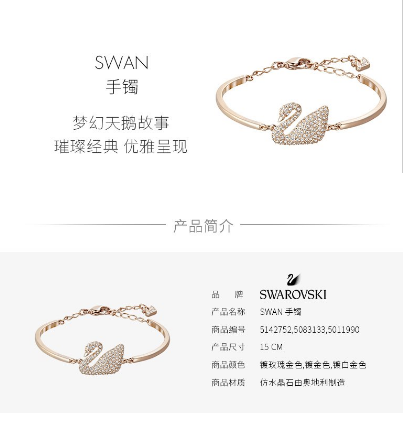 SWAN
手镯
梦幻天鹅故事
璀璨经典 优雅呈现
产品简介
品 牌 SWAROVSKI
产品名称 SWAN 手镯
商品编号 5142752,5083133,5011990
产品尺寸 15 CM
商品颜色 镀玫瑰金色,镀金色,镀白金色
商品材质 仿水晶石由奥地利制造